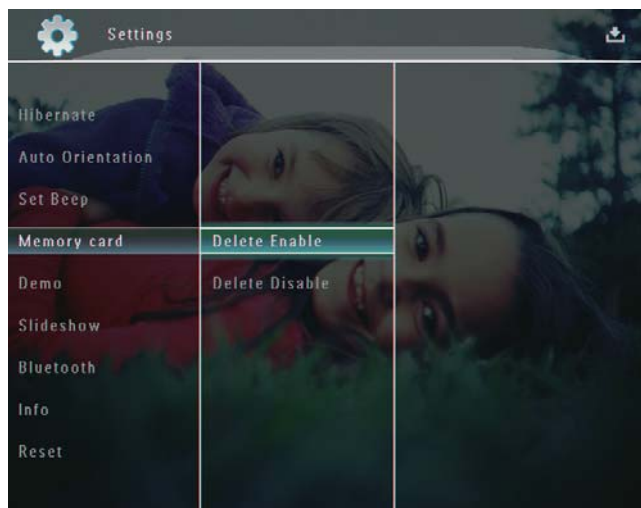 Settings
Hibernate
Auto Orientation
Set Beep
Memory card
Delete Enable
Demo
Delete Disable
Slideshow
Bluetooth
Info
Reset